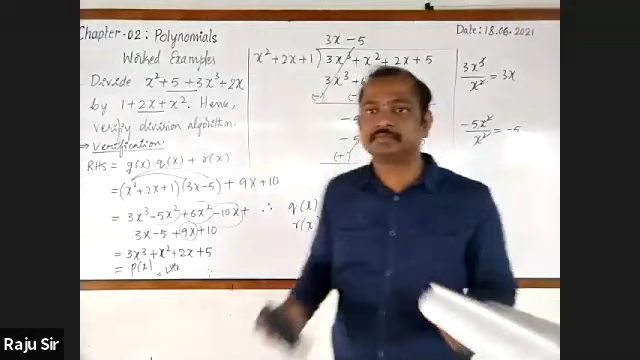 Chapter-02: Polynomials
Date: 18.06.2021
Worked Examples
Divide x²+5+3x³+2x
by 1+2x+x². Hence,
verify division algorithm.
⇒ verification:
RHS = g(x) q(x) + r(x)
= (x²+2x+1)(3x-5) + 9x+10
= 3x³-5x²+6x²-10x+
3x-5+9x+10
= 3x³+x²+2x+5
= p(x)
3x-5
x²+2x+1) 3x³+x²+2x+5
3x³+6
(-)
-5
-5
(+)
∴ q(x)
r(x)
3x³/x² = 3x
-5x²/x² = -5
Raju Sir